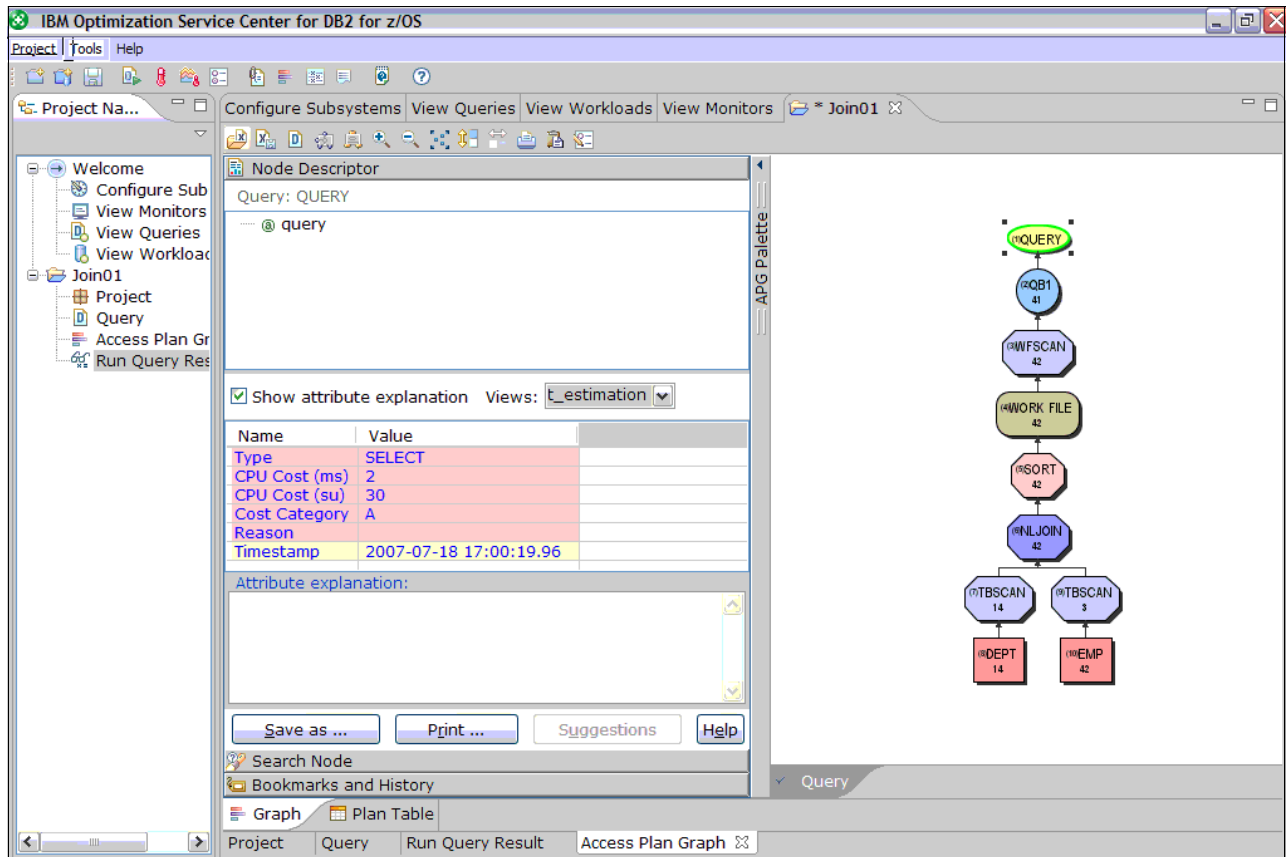 IBM Optimization Service Center for DB2 for z/OS
Project Tools Help
Project Na...
Configure Subsystems View Queries View Workloads View Monitors * Join01
Welcome
Configure Sub
View Monitors
View Queries
View Workload
Join01
Project
Query
Access Plan Gr
Run Query Res
Node Descriptor
Query: QUERY
query
Show attribute explanation Views: t_estimation
Name Value
Type SELECT
CPU Cost (ms) 2
CPU Cost (su) 30
Cost Category A
Reason
Timestamp 2007-07-18 17:00:19.96
Attribute explanation:
Save as ... Print ... Suggestions Help
Search Node
Bookmarks and History
APG Palette
(1)QUERY
(2)QB1
41
(3)WFSCAN
42
(4)WORK FILE
42
(5)SORT
42
(6)NLJOIN
42
(7)TBSCAN
14
(9)TBSCAN
3
(8)DEPT
14
(10)EMP
42
Query
Graph Plan Table
Project Query Run Query Result Access Plan Graph